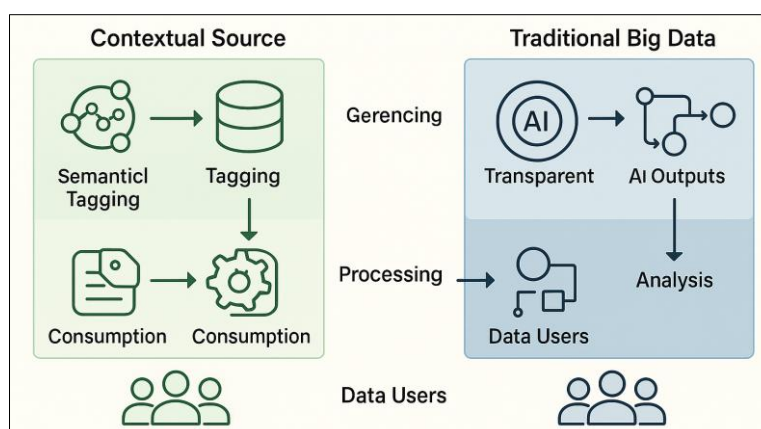 Contextual Source
Traditional Big Data
Gerencing
AI
Semanticl
Tagging
Tagging
Transparent
AI Outputs
Processing
Analysis
Consumption
Consumption
Data Users
Data Users